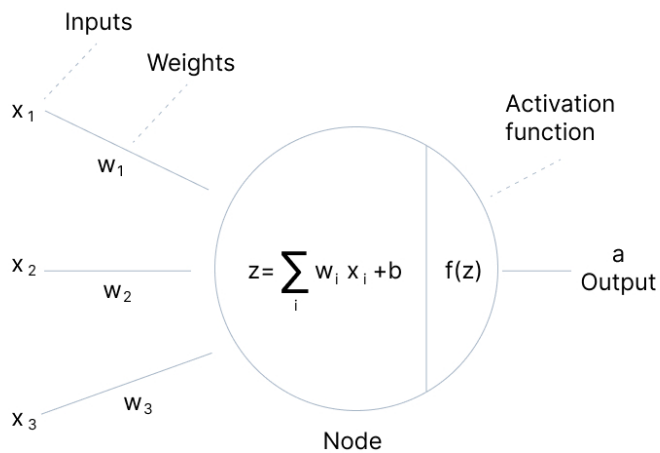 Inputs
Weights
Activation
function
x₁
w₁
x₂
w₂
z= ∑ᵢ wᵢ xᵢ +b
f(z)
a
Output
x₃
w₃
Node